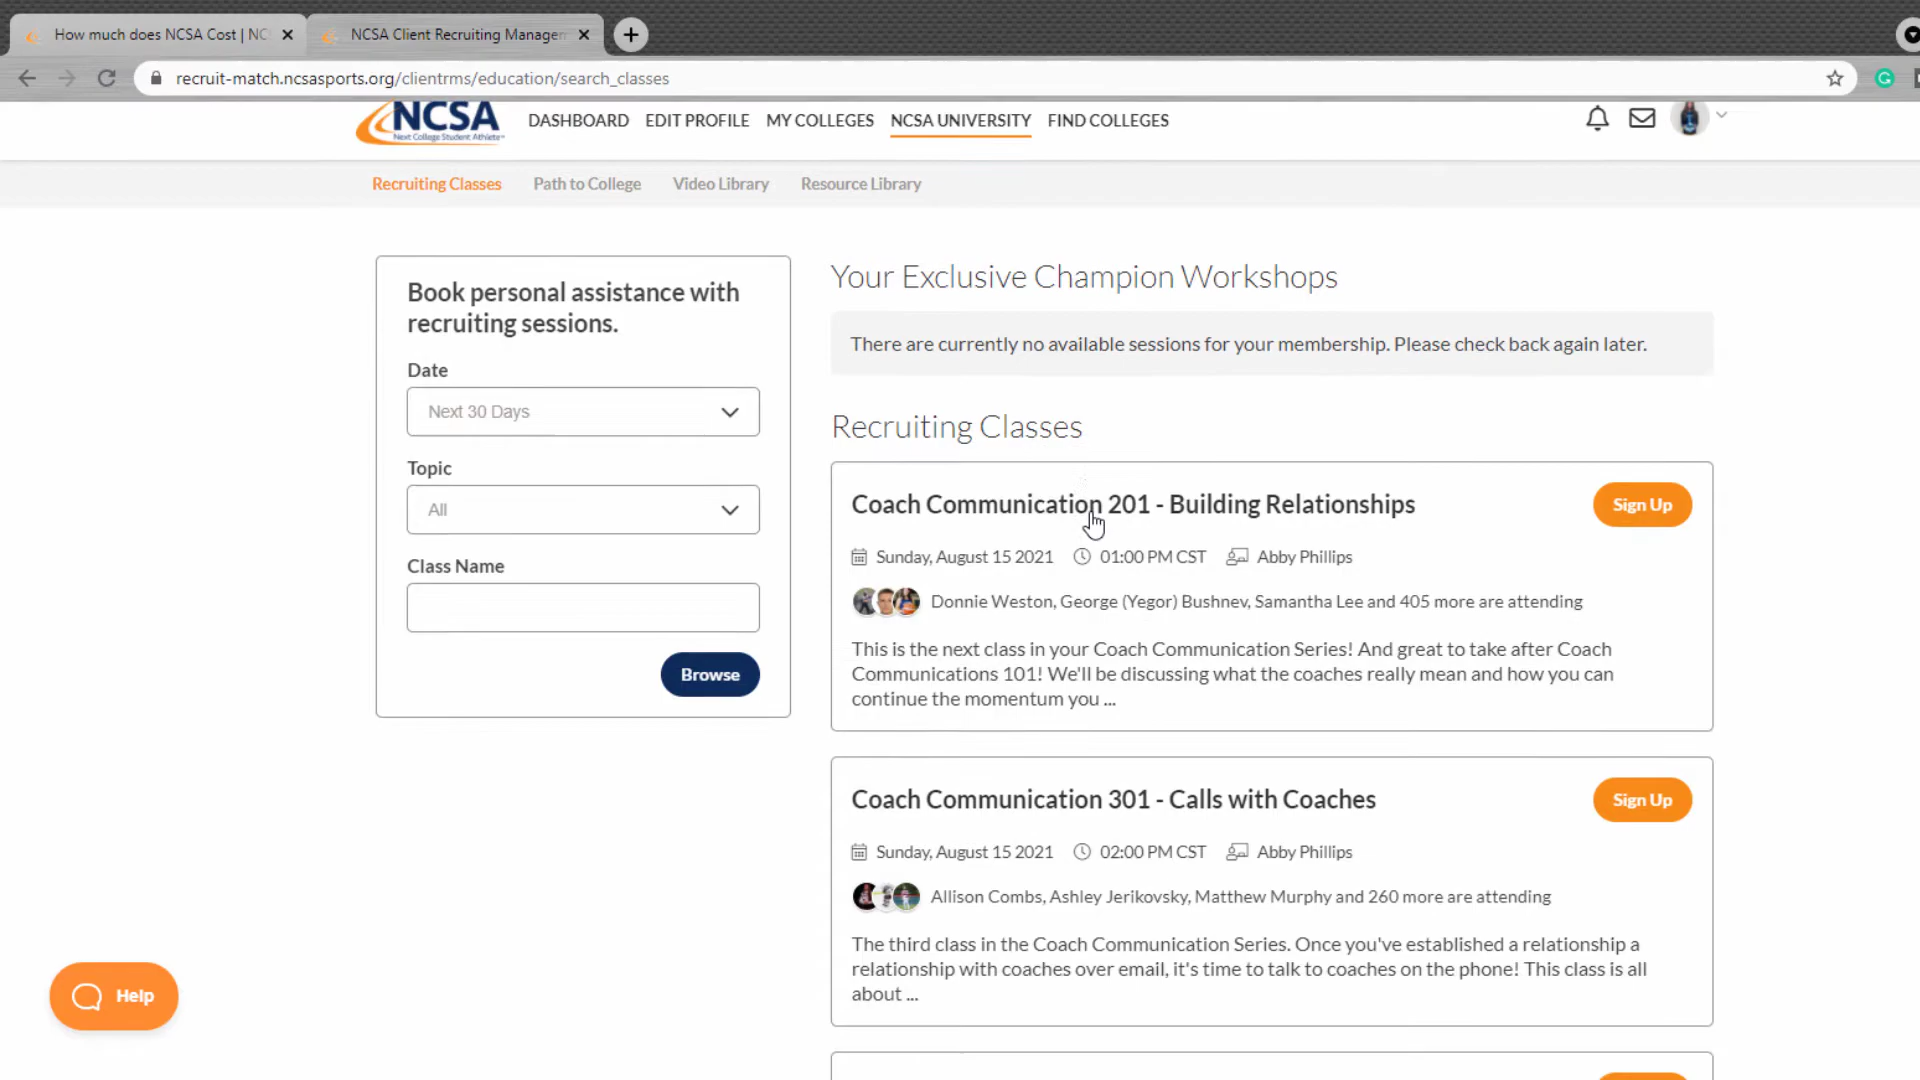 How much does NCSA Cost | NC
NCSA Client Recruiting Managem
recruit-match.ncsasports.org/clientrms/education/search_classes
NCSA
Next College Student Athlete
DASHBOARD
EDIT PROFILE
MY COLLEGES
NCSA UNIVERSITY
FIND COLLEGES
Recruiting Classes
Path to College
Video Library
Resource Library
Book personal assistance with
recruiting sessions.
Date
Next 30 Days
Topic
All
Class Name
Browse
Your Exclusive Champion Workshops
There are currently no available sessions for your membership. Please check back again later.
Recruiting Classes
Coach Communication 201 - Building Relationships
Sign Up
Sunday, August 15 2021 01:00 PM CST Abby Phillips
Donnie Weston, George (Yegor) Bushnev, Samantha Lee and 405 more are attending
This is the next class in your Coach Communication Series! And great to take after Coach
Communications 101! We'll be discussing what the coaches really mean and how you can
continue the momentum you ...
Coach Communication 301 - Calls with Coaches
Sign Up
Sunday, August 15 2021 02:00 PM CST Abby Phillips
Allison Combs, Ashley Jerikovsky, Matthew Murphy and 260 more are attending
The third class in the Coach Communication Series. Once you've established a relationship a
relationship with coaches over email, it's time to talk to coaches on the phone! This class is all
about ...
Help